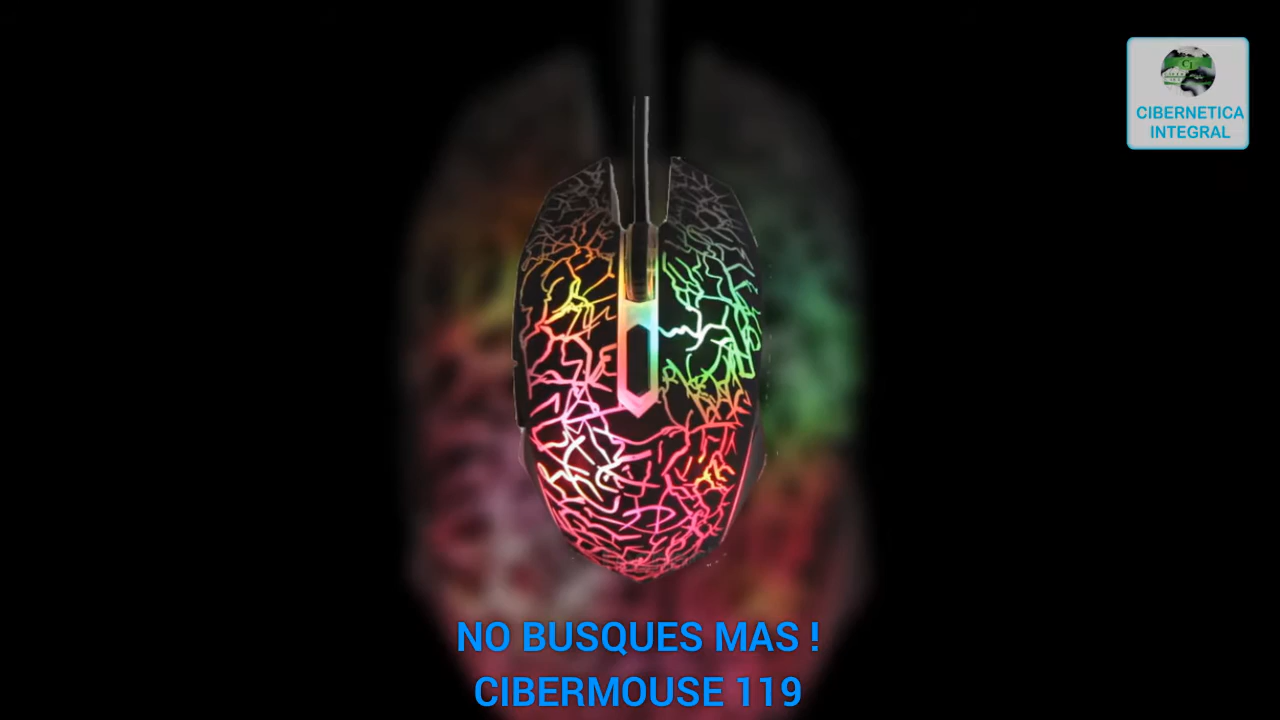 CIBERNETICA
INTEGRAL
NO BUSQUES MAS !
CIBERMOUSE 119